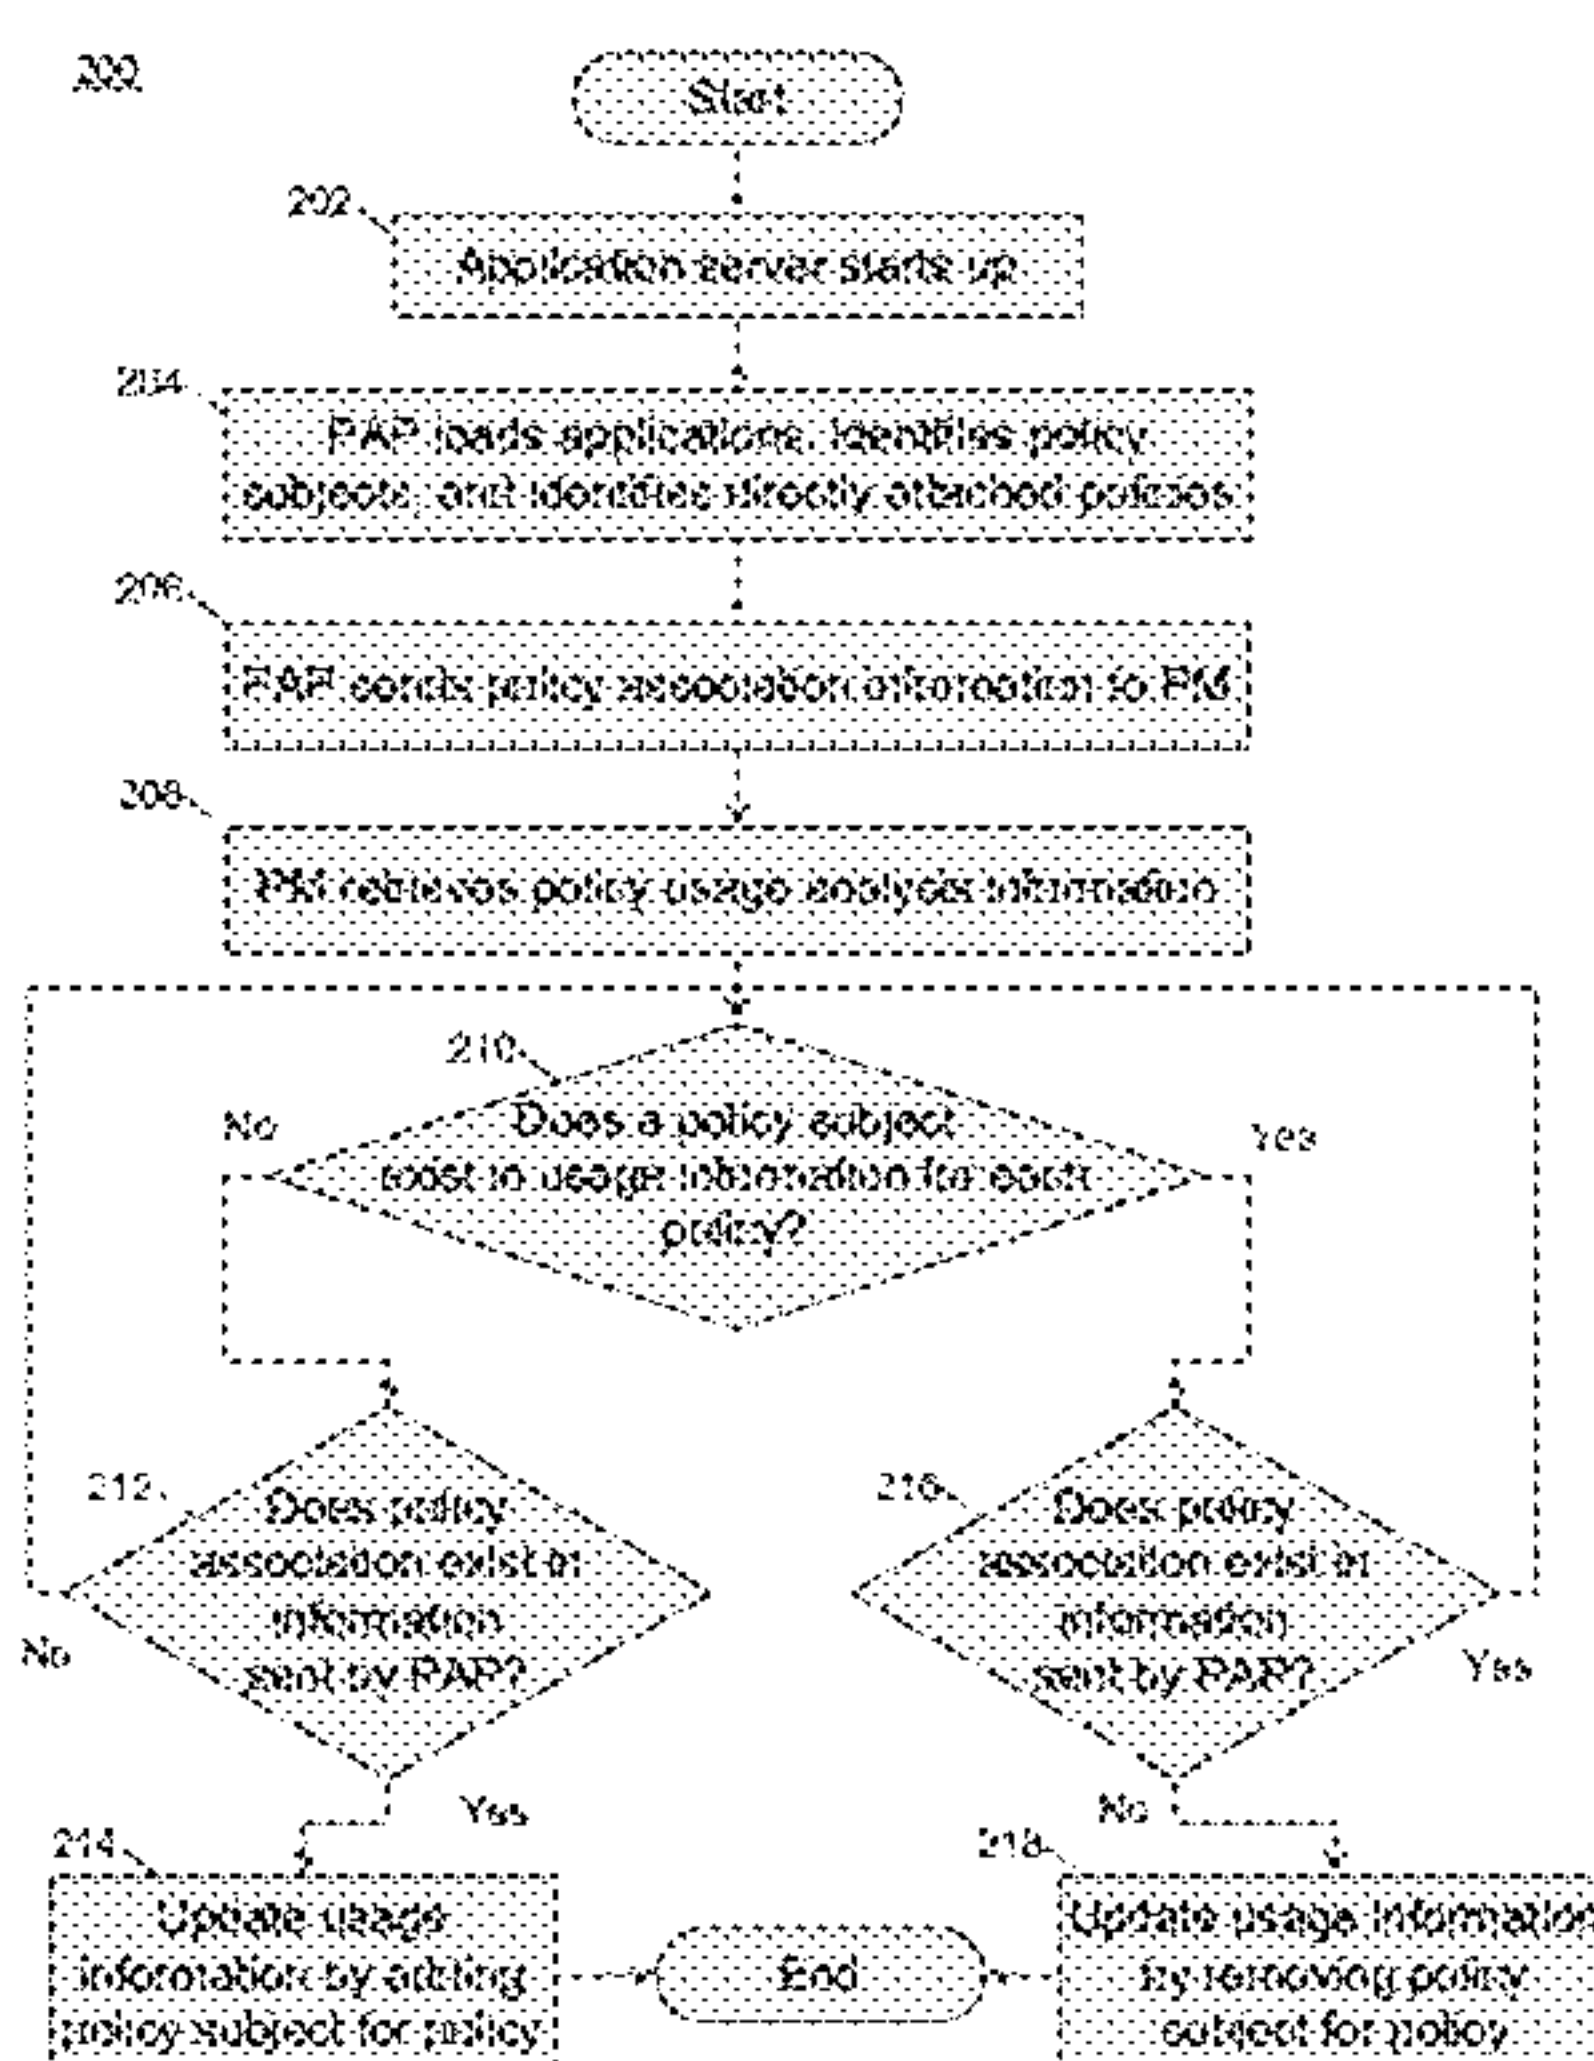 200
Start
202
Application server starts up
204
PAP loads applications, identifies policy
subjects, and identifies directly attached policies
206
PAP sends policy association information to PM
208
PM retrieves policy usage analysis information
210
No
Does a policy subject
exist in usage information for each
policy?
Yes
212
Does policy
association exist in
information
sent by PAP?
No
Yes
216
Does policy
association exist in
information
sent by PAP?
Yes
No
214
Update usage
information by adding
policy subject for policy
End
218
Update usage information
by removing policy
subject for policy